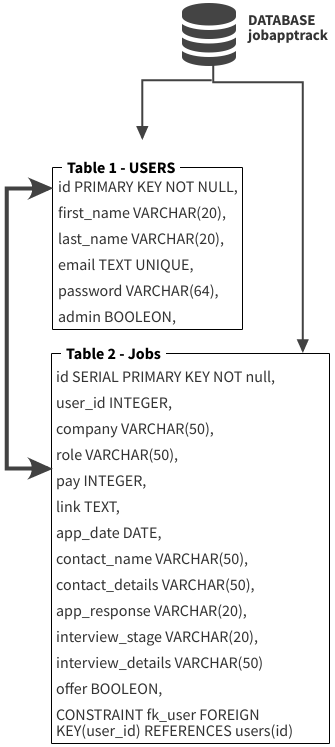 DATABASE
jobapptrack
Table 1 - USERS
id PRIMARY KEY NOT NULL,
first_name VARCHAR(20),
last_name VARCHAR(20),
email TEXT UNIQUE,
password VARCHAR(64),
admin BOOLEON,
Table 2 - Jobs
id SERIAL PRIMARY KEY NOT null,
user_id INTEGER,
company VARCHAR(50),
role VARCHAR(50),
pay INTEGER,
link TEXT,
app_date DATE,
contact_name VARCHAR(50),
contact_details VARCHAR(50),
app_response VARCHAR(20),
interview_stage VARCHAR(20),
interview_details VARCHAR(50)
offer BOOLEON,
CONSTRAINT fk_user FOREIGN
KEY(user_id) REFERENCES users(id)